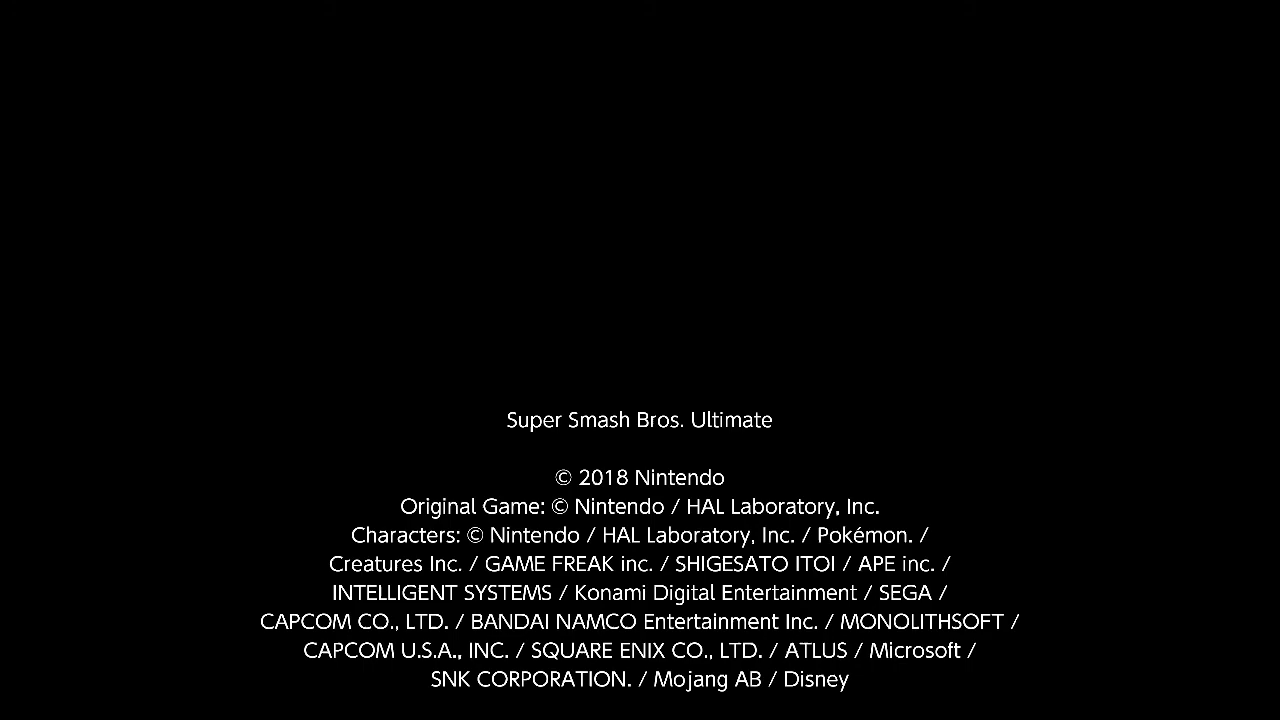 Super Smash Bros. Ultimate
© 2018 Nintendo
Original Game: © Nintendo / HAL Laboratory, Inc.
Characters: © Nintendo / HAL Laboratory, Inc. / Pokémon. /
Creatures Inc. / GAME FREAK inc. / SHIGESATO ITOI / APE inc. /
INTELLIGENT SYSTEMS / Konami Digital Entertainment / SEGA /
CAPCOM CO., LTD. / BANDAI NAMCO Entertainment Inc. / MONOLITHSOFT /
CAPCOM U.S.A., INC. / SQUARE ENIX CO., LTD. / ATLUS / Microsoft /
SNK CORPORATION. / Mojang AB / Disney